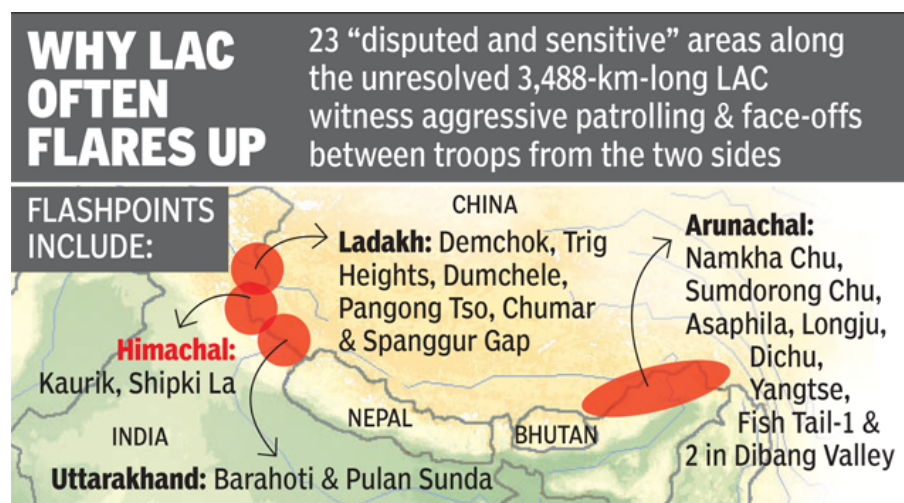 WHY LAC
OFTEN
FLARES UP
23 “disputed and sensitive” areas along
the unresolved 3,488-km-long LAC
witness aggressive patrolling & face-offs
between troops from the two sides
FLASHPOINTS
INCLUDE:
CHINA
Ladakh: Demchok, Trig
Heights, Dumchele,
Pangong Tso, Chumar
& Spanggur Gap
Arunachal:
Namkha Chu,
Sumdorong Chu,
Asaphila, Longju,
Dichu,
Yangtse,
Fish Tail-1 &
2 in Dibang Valley
Himachal:
Kaurik, Shipki La
INDIA
NEPAL
BHUTAN
Uttarakhand: Barahoti & Pulan Sunda